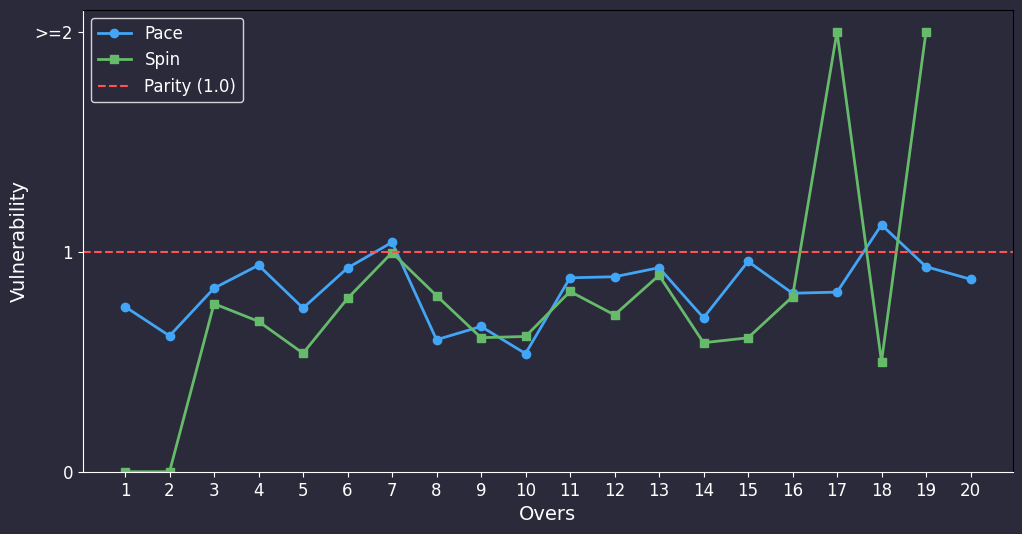 Pace
Spin
Parity (1.0)
Vulnerability
>=2
1
0
1 2 3 4 5 6 7 8 9 10 11 12 13 14 15 16 17 18 19 20
Overs